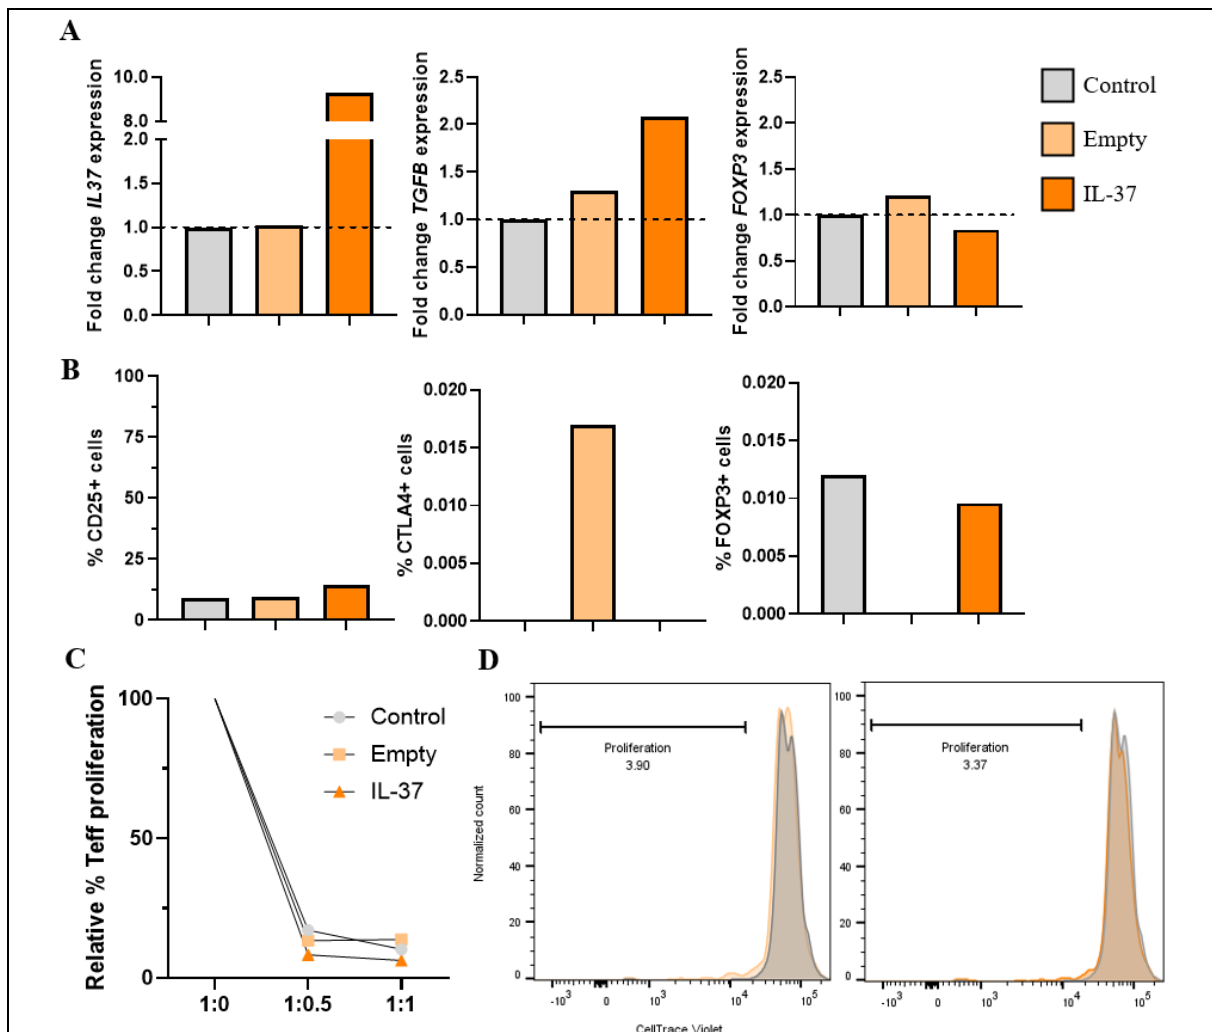 A
Fold change IL37 expression
10.0
8.0
2.0
1.5
1.0
0.5
0.0
Fold change TGFB expression
2.5
2.0
1.5
1.0
0.5
0.0
Fold change FOXP3 expression
2.5
2.0
1.5
1.0
0.5
0.0
Control
Empty
IL-37
B
% CD25+ cells
100
75
50
25
0
% CTLA4+ cells
0.020
0.015
0.010
0.005
0.000
% FOXP3+ cells
0.020
0.015
0.010
0.005
0.000
C
Relative % Teff proliferation
100
50
0
1:0 1:0.5 1:1
Control
Empty
IL-37
D
Normalized count
100
80
60
40
20
0
Proliferation
3.90
-10³ 0 10³ 10⁴ 10⁵
100
80
60
40
20
0
Proliferation
3.37
-10³ 0 10³ 10⁴ 10⁵
CellTrace Violet